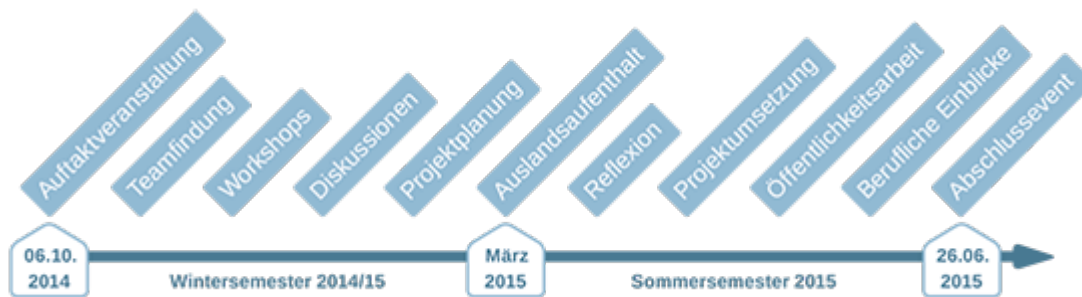 Auftaktveranstaltung
Teamfindung
Workshops
Diskussionen
Projektplanung
Auslandsaufenthalt
Reflexion
Projektumsetzung
Öffentlichkeitsarbeit
Berufliche Einblicke
Abschlussevent
06.10.
2014
Wintersemester 2014/15
März
2015
Sommersemester 2015
26.06.
2015